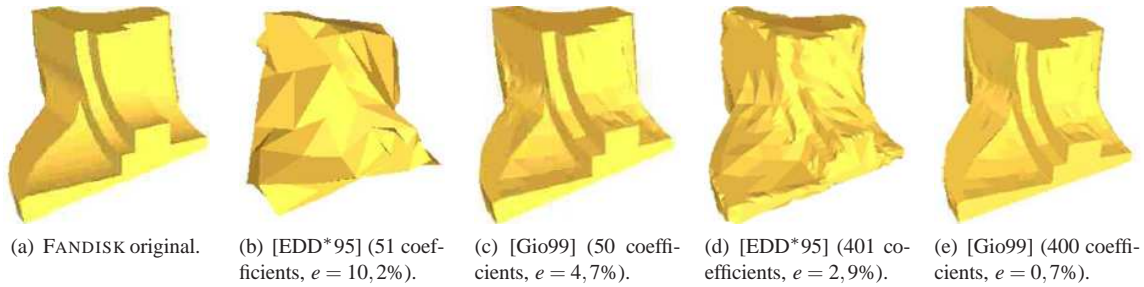 (a) FANDISK original.
(b) [EDD*95] (51 coef-
ficients, e = 10,2%).
(c) [Gio99] (50 coeffi-
cients, e = 4,7%).
(d) [EDD*95] (401 co-
efficients, e = 2,9%).
(e) [Gio99] (400 coeffi-
cients, e = 0,7%).